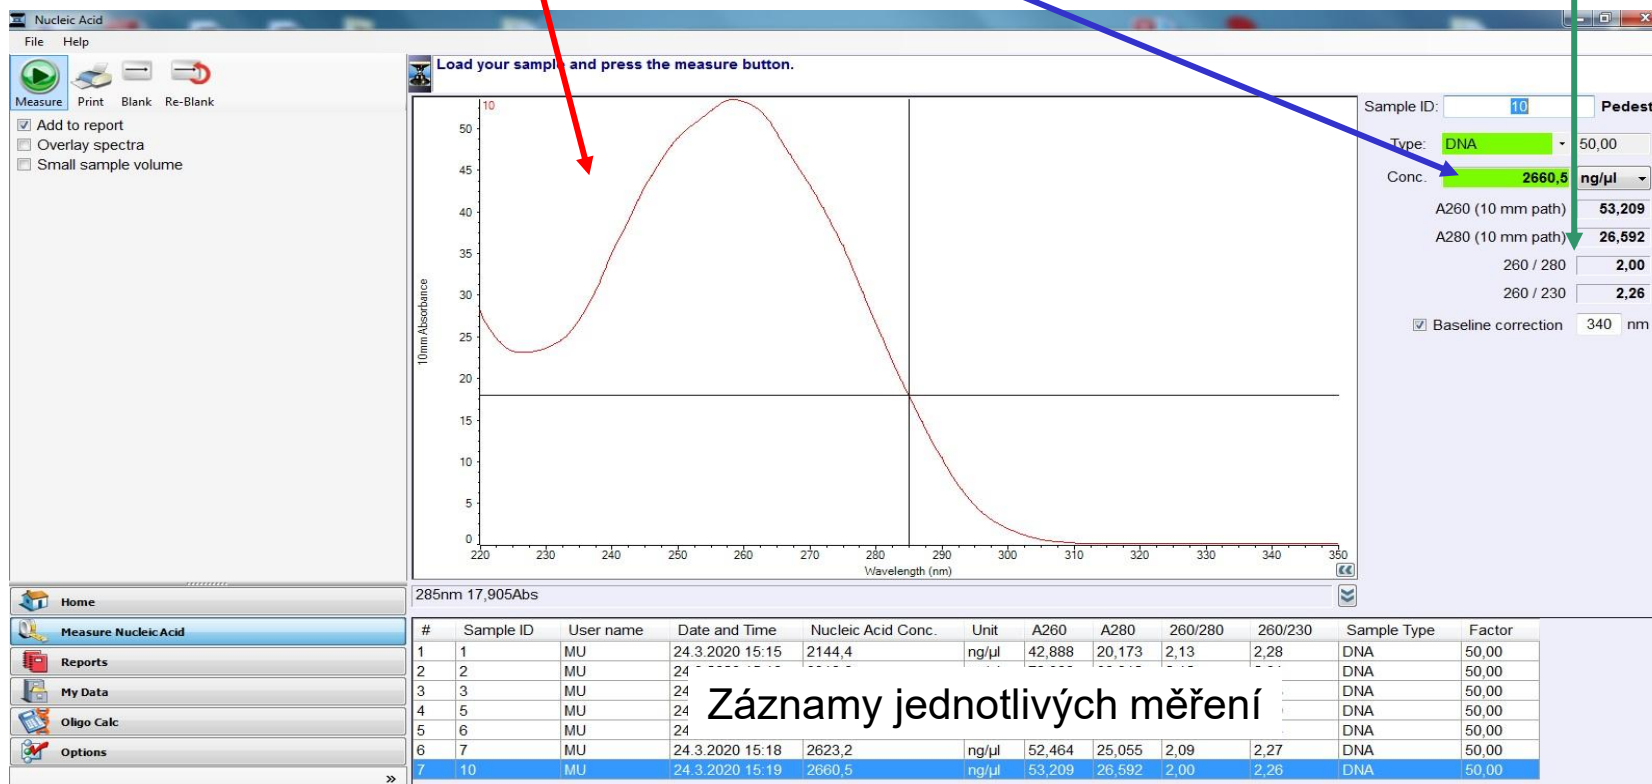 Nucleic Acid
File Help
Measure Print Blank Re-Blank
Add to report
Overlay spectra
Small sample volume
Load your sample and press the measure button.
10
50
45
40
35
30
25
20
15
10
5
0
10mm Absorbance
220 230 240 250 260 270 280 290 300 310 320 330 340 350
Wavelength (nm)
285nm 17,905Abs
Sample ID: 10 Pedest
Type: DNA 50,00
Conc. 2660,5 ng/µl
A260 (10 mm path) 53,209
A280 (10 mm path) 26,592
260 / 280 2,00
260 / 230 2,26
Baseline correction 340 nm
Home
Measure Nucleic Acid
Reports
My Data
Oligo Calc
Options
»
# Sample ID User name Date and Time Nucleic Acid Conc. Unit A260 A280 260/280 260/230 Sample Type Factor
1 1 MU 24.3.2020 15:15 2144,4 ng/µl 42,888 20,173 2,13 2,28 DNA 50,00
2 2 MU DNA 50,00
3 3 MU 24 DNA 50,00
4 5 MU 24 DNA 50,00
5 6 MU 24 DNA 50,00
6 7 MU 24.3.2020 15:18 2623,2 ng/µl 52,464 25,055 2,09 2,27 DNA 50,00
7 10 MU 24.3.2020 15:19 2660,5 ng/µl 53,209 26,592 2,00 2,26 DNA 50,00
Záznamy jednotlivých měření